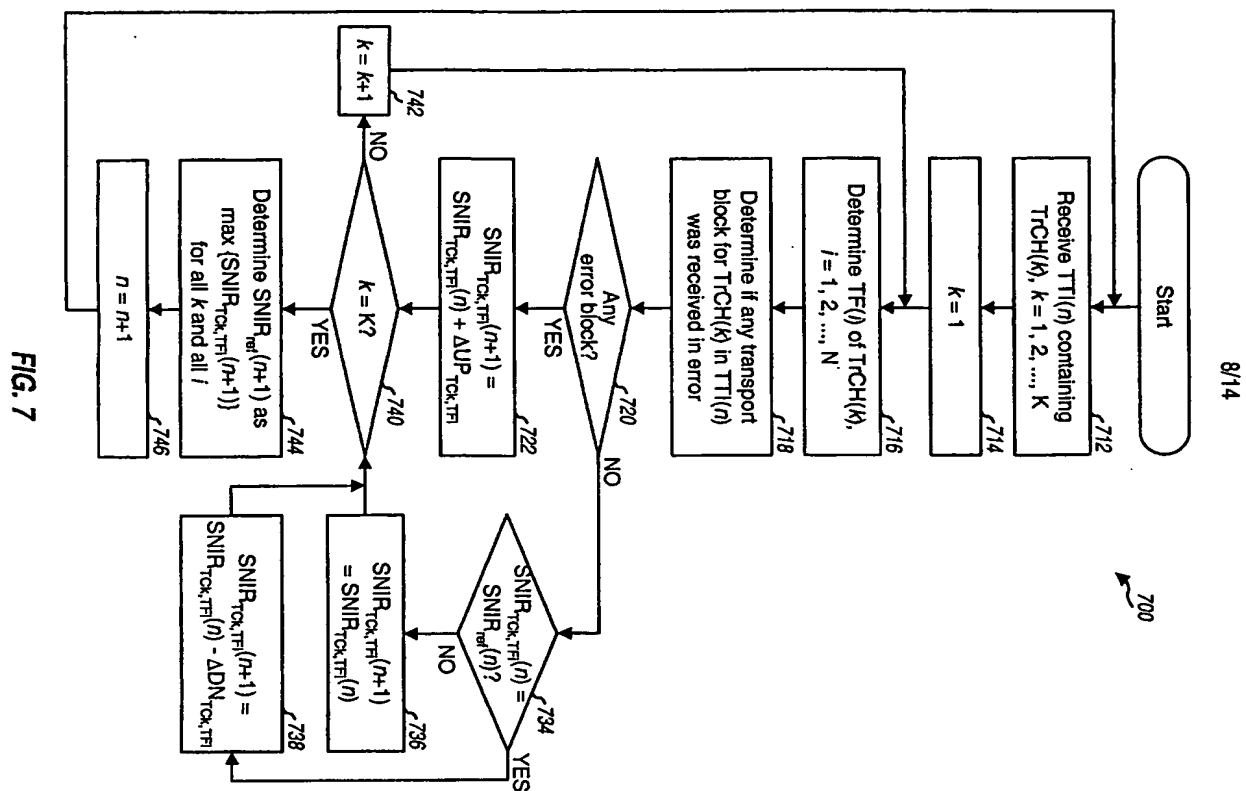 8/14
700
Start
Receive TTI(n) containing
TrCH(k), k = 1, 2, ..., K
712
k = 1
714
Determine TF(i) of TrCH(k),
i = 1, 2, ..., N
716
Determine if any transport
block for TrCH(k) in TTI(n)
was received in error
718
Any
error block?
720
NO
YES
SNIR_TCk,TFi(n+1) =
SNIR_TCk,TFi(n) + ΔUP_TCk,TFi
722
SNIR_TCk,TFi(n) =
SNIR_ref(n)?
734
NO
YES
SNIR_TCk,TFi(n+1)
= SNIR_TCk,TFi(n)
736
SNIR_TCk,TFi(n+1) =
SNIR_TCk,TFi(n) - ΔDN_TCk,TFi
738
k = K?
740
NO
YES
k = k+1
742
Determine SNIR_ref(n+1) as
max {SNIR_TCk,TFi(n+1)}
for all k and all i
744
n = n+1
746
FIG. 7